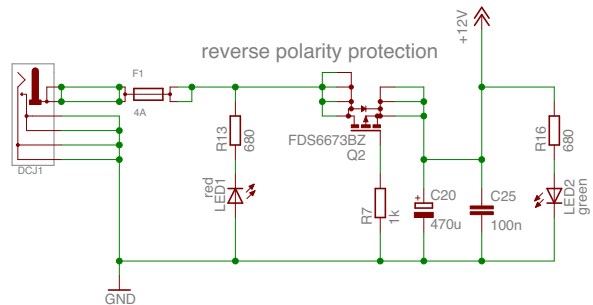 +12V
reverse polarity protection
F1
4A
DCJ1
R13
680
FDS6673BZ
Q2
R16
680
red
LED1
R7
1k
+
C20
470u
C25
100n
LED2
green
GND